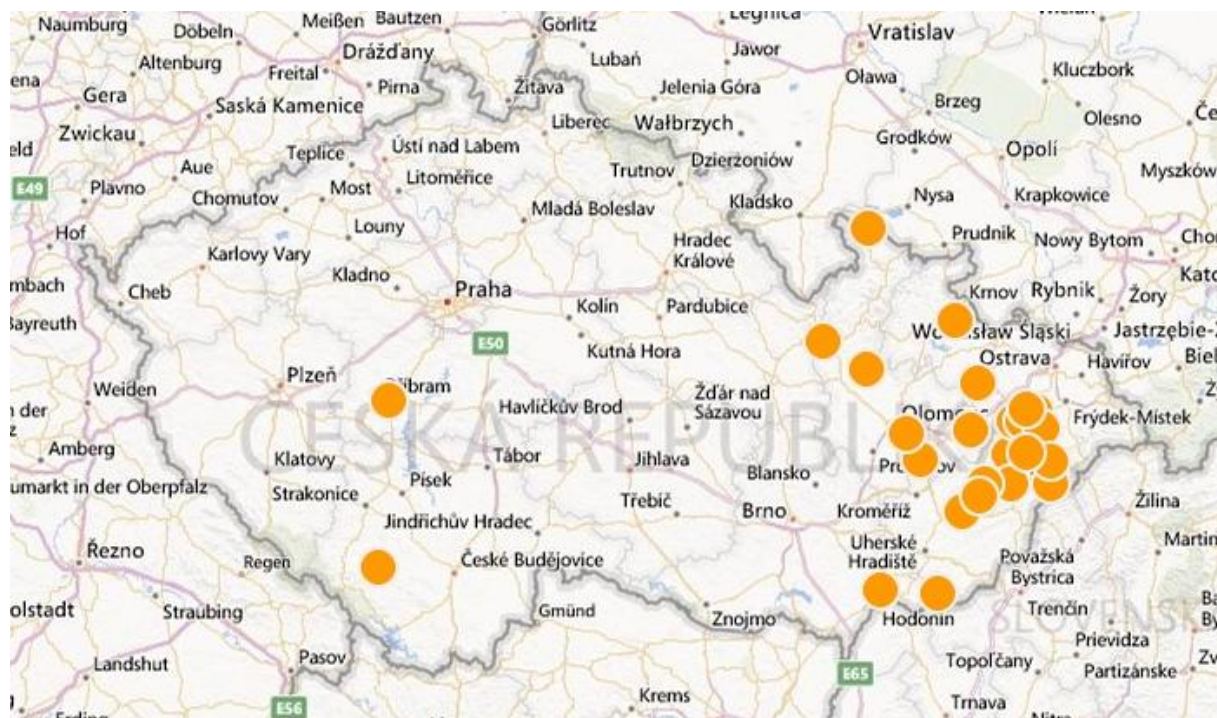 Naumburg
Döbeln
Meißen
Bautzen
Görlitz
Legnica
Vratislav
Drážďany
Altenburg
Freital
Pirna
Lubań
Jawor
Kluczbork
Gera
Saská Kamenice
Žitava
Jelenia Góra
Oława
Brzeg
Olesno
Zwickau
Liberec
Wałbrzych
Grodków
Opolí
Aue
Teplice
Ústí nad Labem
Trutnov
Dzierżoniów
Myszków
E49
Plavno
Most
Litoměřice
Chomutov
Mladá Boleslav
Kladsko
Nysa
Krapkowice
Hof
Louny
Karlovy Vary
Hradec
Králové
Prudnik
Nowy Bytom
Kladno
Cheb
Praha
Kolín
Pardubice
Krnov
Rybnik
Żory
Bayreuth
E50
Kutná Hora
Śląski
Ostrava
Havířov
Weiden
Plzeň
Žďár nad
Sázavou
Havlíčkův Brod
Frýdek-Místek
ČESKÁ REPUBL
Amberg
Klatovy
Tábor
Jihlava
Blansko
Strakonice
Písek
Třebíč
Brno
Kroměříž
Žilina
Jindřichův Hradec
Řezno
Regen
České Budějovice
Uherské
Hradiště
Považská
Bystrica
Martin
Straubing
Gmünd
Znojmo
Hodonín
Trenčín
Prievidza
Landshut
Pasov
E65
Topoľčany
Partizánske
E56
Krems
Trnava